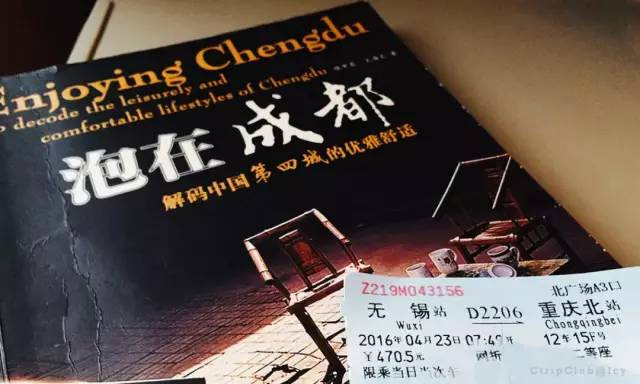 Enjoying Chengdu
o decode the leisurely and
comfortable lifestyles of Chengdu
泡在成都
解码中国第四城的优雅舒适
Z219M043156
北广场A3口
无锡站 D2206 重庆北站
Wuxi Chongqingbei
2016年04月23日07:49开
12车15F号
￥470.5元 网折 二等座
限乘当日当次车